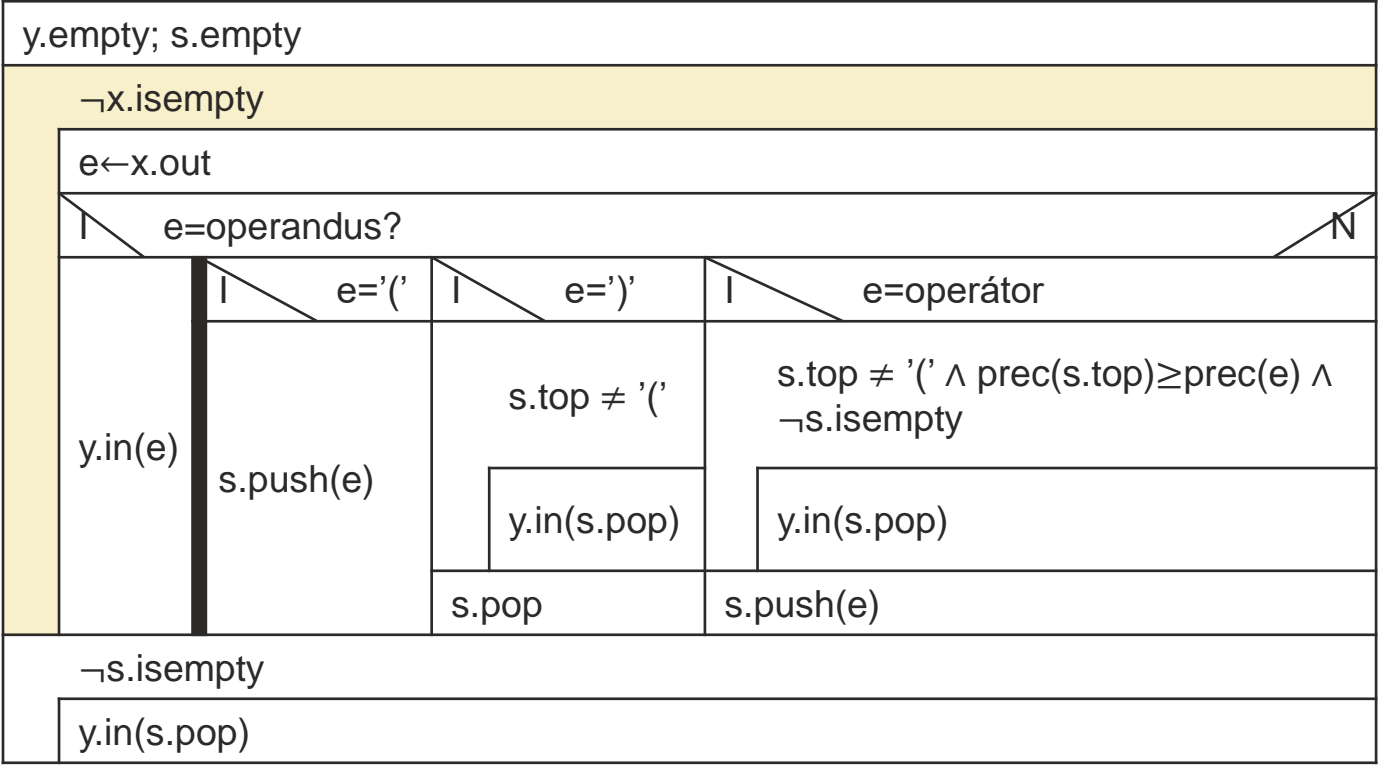 y.empty; s.empty
¬x.isempty
e←x.out
I e=operandus? N
I e='(' I e=')' I e=operátor
y.in(e)
s.push(e)
s.top ≠ '('
y.in(s.pop)
s.pop
s.top ≠ '(' ∧ prec(s.top)≥prec(e) ∧
¬s.isempty
y.in(s.pop)
s.push(e)
¬s.isempty
y.in(s.pop)